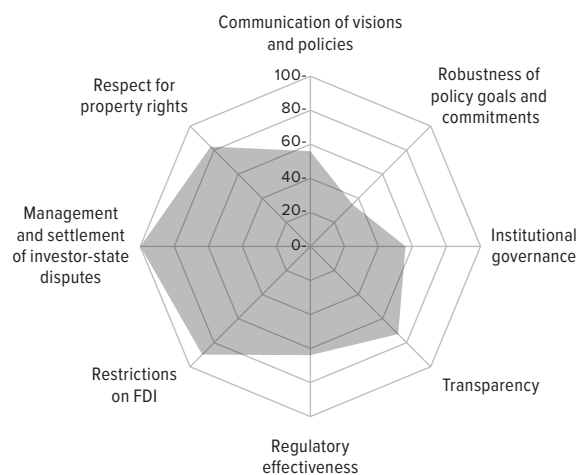 Communication of visions
and policies
Robustness of
policy goals and
commitments
Institutional
governance
Transparency
Regulatory
effectiveness
Restrictions
on FDI
Management
and settlement
of investor-state
disputes
Respect for
property rights
100-
80-
60-
40-
20-
0-